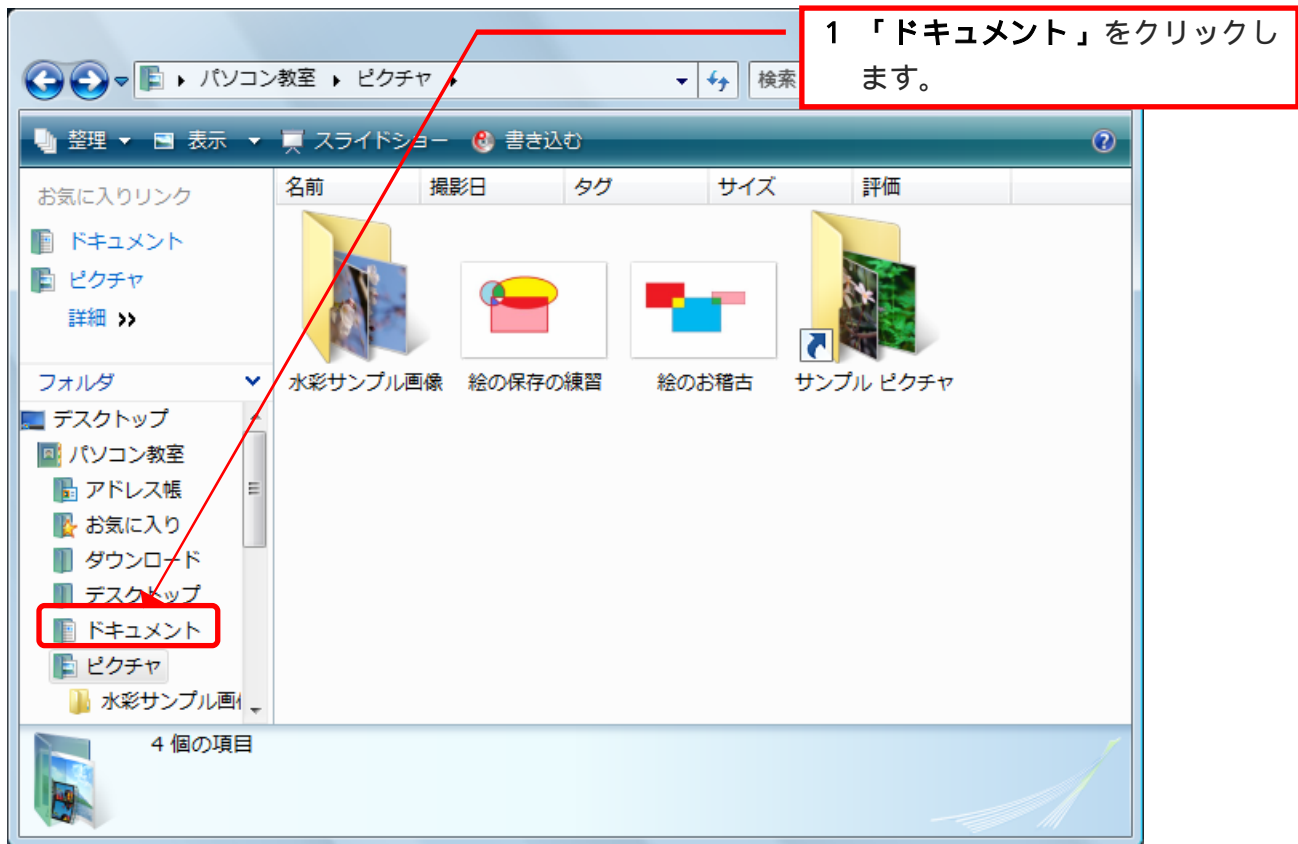 1 「ドキュメント」をクリックし
ます。
パソコン教室 ピクチャ
検索
整理 表示 スライドショー 書き込む
お気に入りリンク
ドキュメント
ピクチャ
詳細 »
フォルダ
デスクトップ
パソコン教室
アドレス帳
お気に入り
ダウンロード
デスクトップ
ドキュメント
ピクチャ
水彩サンプル画
名前 撮影日 タグ サイズ 評価
水彩サンプル画像 絵の保存の練習 絵のお稽古 サンプル ピクチャ
4 個の項目